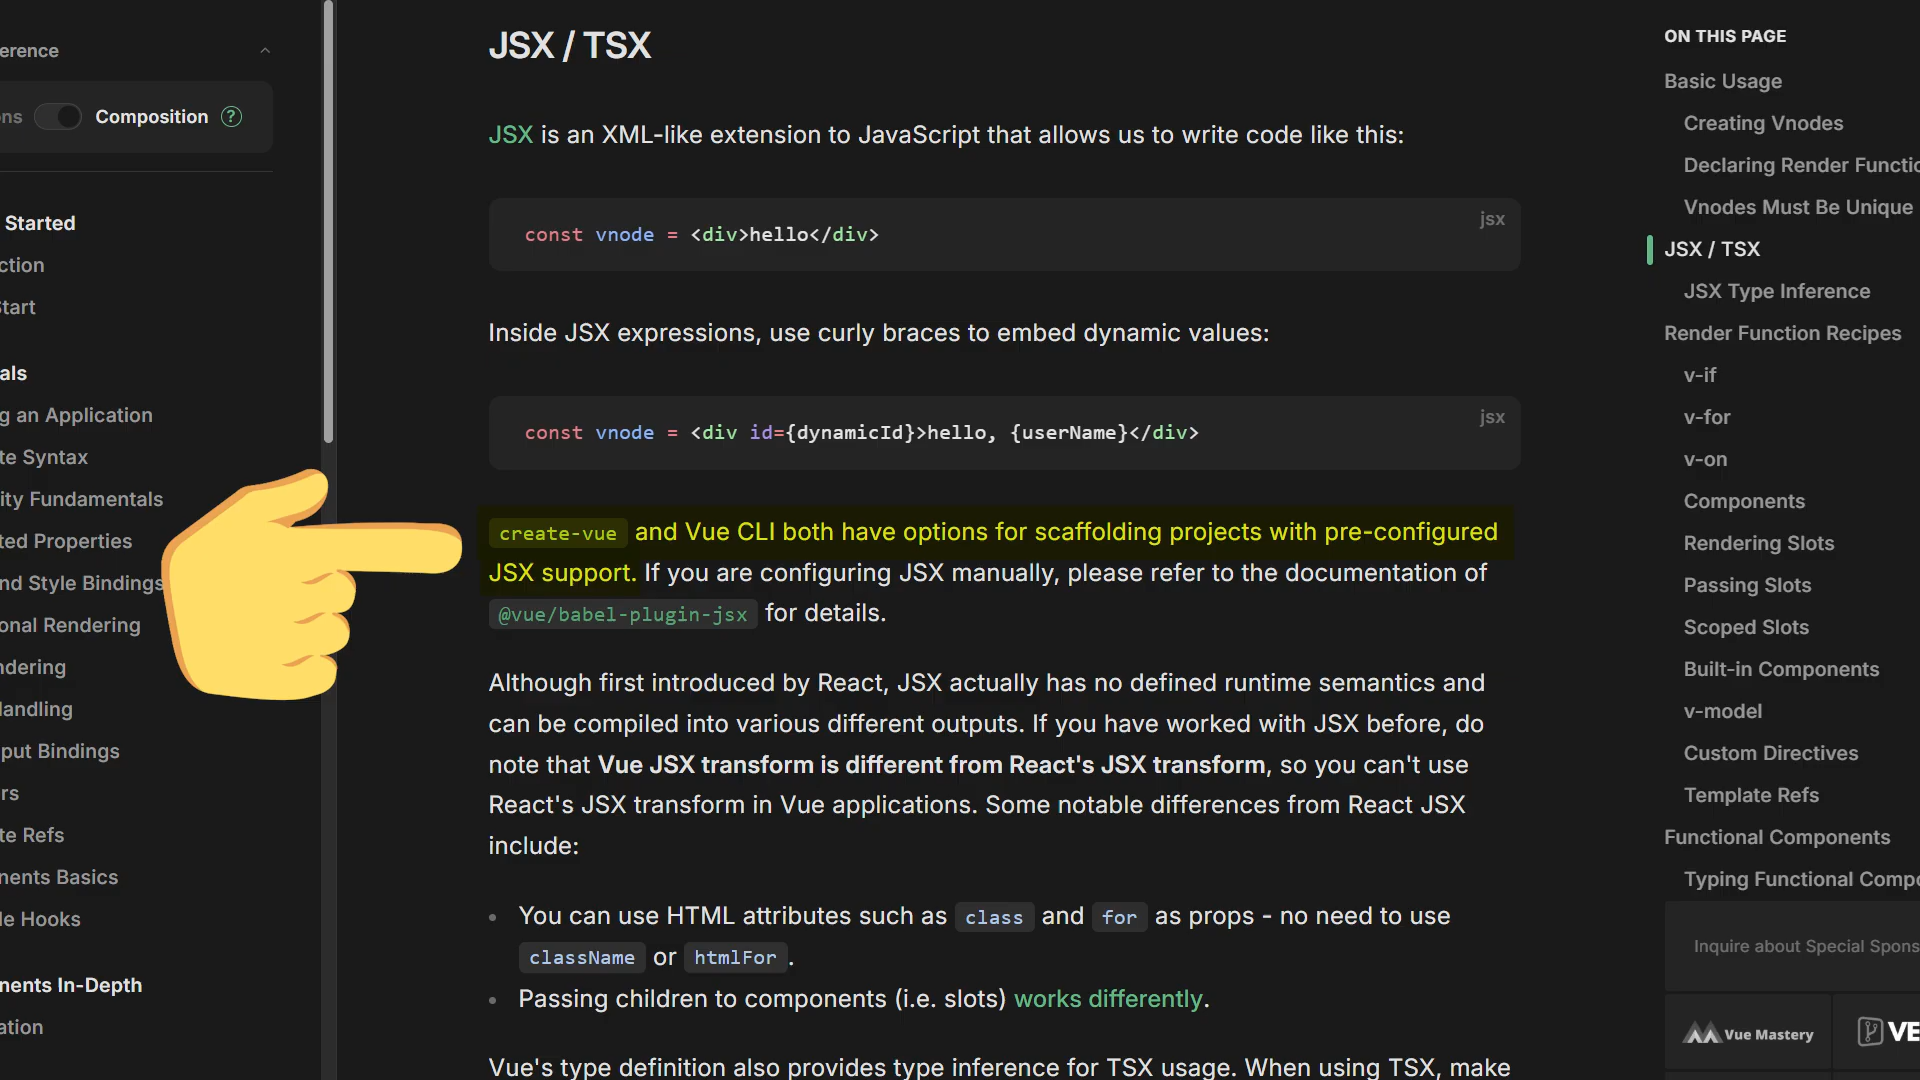 erence
ns
Composition ?
Started
ction
Start
als
g an Application
te Syntax
ity Fundamentals
ted Properties
nd Style Bindings
onal Rendering
ndering
Handling
put Bindings
rs
te Refs
nents Basics
le Hooks
nents In-Depth
ation
JSX / TSX
JSX is an XML-like extension to JavaScript that allows us to write code like this:
jsx
const vnode = <div>hello</div>
Inside JSX expressions, use curly braces to embed dynamic values:
jsx
const vnode = <div id={dynamicId}>hello, {userName}</div>
create-vue and Vue CLI both have options for scaffolding projects with pre-configured
JSX support. If you are configuring JSX manually, please refer to the documentation of
@vue/babel-plugin-jsx for details.
Although first introduced by React, JSX actually has no defined runtime semantics and
can be compiled into various different outputs. If you have worked with JSX before, do
note that Vue JSX transform is different from React's JSX transform, so you can't use
React's JSX transform in Vue applications. Some notable differences from React JSX
include:
• You can use HTML attributes such as class and for as props - no need to use
className or htmlFor.
• Passing children to components (i.e. slots) works differently.
Vue's type definition also provides type inference for TSX usage. When using TSX, make
ON THIS PAGE
Basic Usage
Creating Vnodes
Declaring Render Functio
Vnodes Must Be Unique
JSX / TSX
JSX Type Inference
Render Function Recipes
v-if
v-for
v-on
Components
Rendering Slots
Passing Slots
Scoped Slots
Built-in Components
v-model
Custom Directives
Template Refs
Functional Components
Typing Functional Compo
Inquire about Special Spons
Vue Mastery
VE